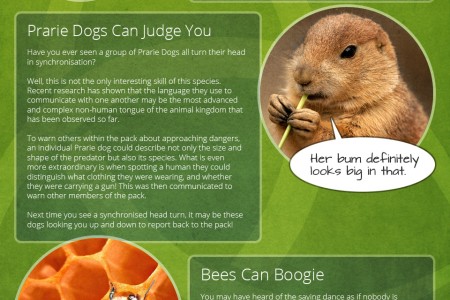 Prarie Dogs Can Judge You
Have you ever seen a group of Prarie Dogs all turn their head
in synchronisation?
Well, this is not the only interesting skill of this species.
Recent research has shown that the language they use to
communicate with one another may be the most advanced
and complex non-human tongue of the animal kingdom that
has been observed so far.
To warn others within the pack about approaching dangers,
an individual Prarie dog could describe not only the size and
shape of the predator but also its species. What is even
more extraordinary is when spotting a human they could
distinguish what clothing they were wearing, and whether
they were carrying a gun! This was then communicated to
warn other members of the pack.
Next time you see a synchronised head turn, it may be these
dogs looking you up and down to report back to the pack!
Her bum definitely
looks big in that.
Bees Can Boogie
You may have heard of the saying dance as if nobody is